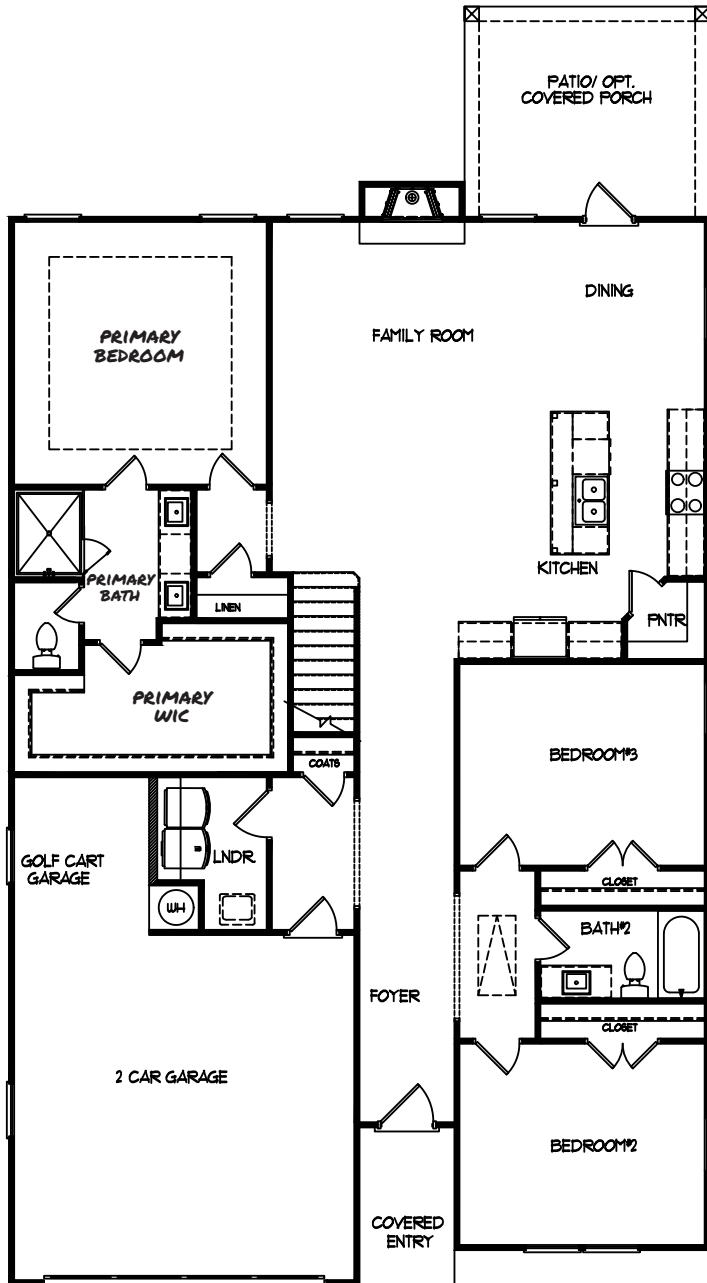 PATIO/ OPT.
COVERED PORCH
DINING
FAMILY ROOM
PRIMARY
BEDROOM
KITCHEN
PRIMARY
BATH
LINEN
PNTR.
PRIMARY
WIC
BEDROOM#3
COATS
GOLF CART
GARAGE
LNDR.
CLOSET
WH
BATH#2
FOYER
CLOSET
2 CAR GARAGE
BEDROOM#2
COVERED
ENTRY